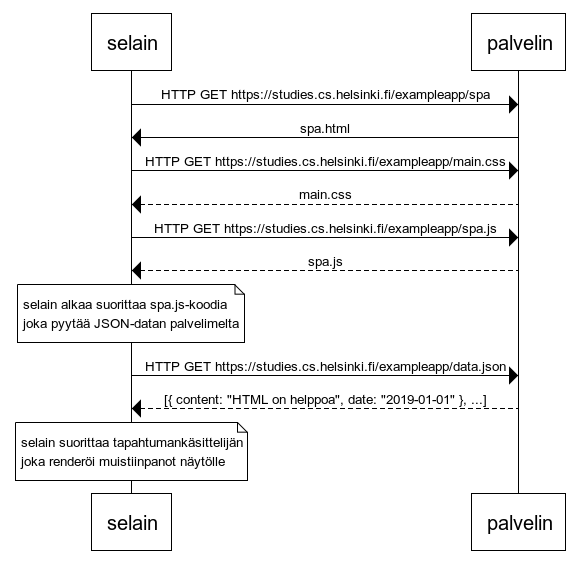 selain
palvelin
HTTP GET https://studies.cs.helsinki.fi/exampleapp/spa
spa.html
HTTP GET https://studies.cs.helsinki.fi/exampleapp/main.css
main.css
HTTP GET https://studies.cs.helsinki.fi/exampleapp/spa.js
spa.js
selain alkaa suorittaa spa.js-koodia
joka pyytää JSON-datan palvelimelta
HTTP GET https://studies.cs.helsinki.fi/exampleapp/data.json
[{ content: "HTML on helppoa", date: "2019-01-01" }, ...]
selain suorittaa tapahtumankäsittelijän
joka renderöi muistiinpanot näytölle
selain
palvelin